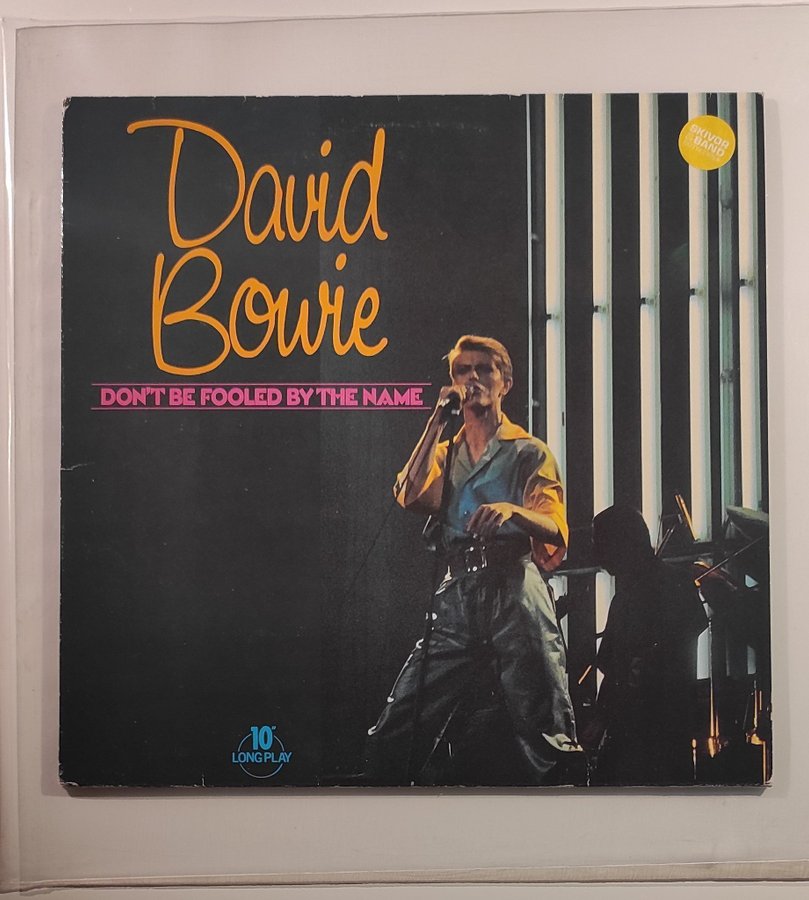 David
Bowie
DON'T BE FOOLED BY THE NAME
SKIVOR
BAND
10"
LONG PLAY